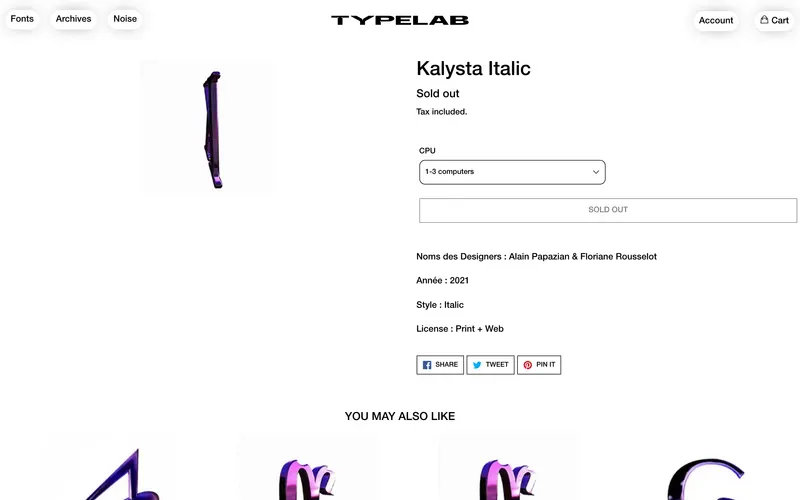 Fonts
Archives
Noise
TYPELAB
Account
Cart
Kalysta Italic
Sold out
Tax included.
CPU
1-3 computers
SOLD OUT
Noms des Designers : Alain Papazian & Floriane Rousselot
Année : 2021
Style : Italic
License : Print + Web
SHARE
TWEET
PIN IT
YOU MAY ALSO LIKE